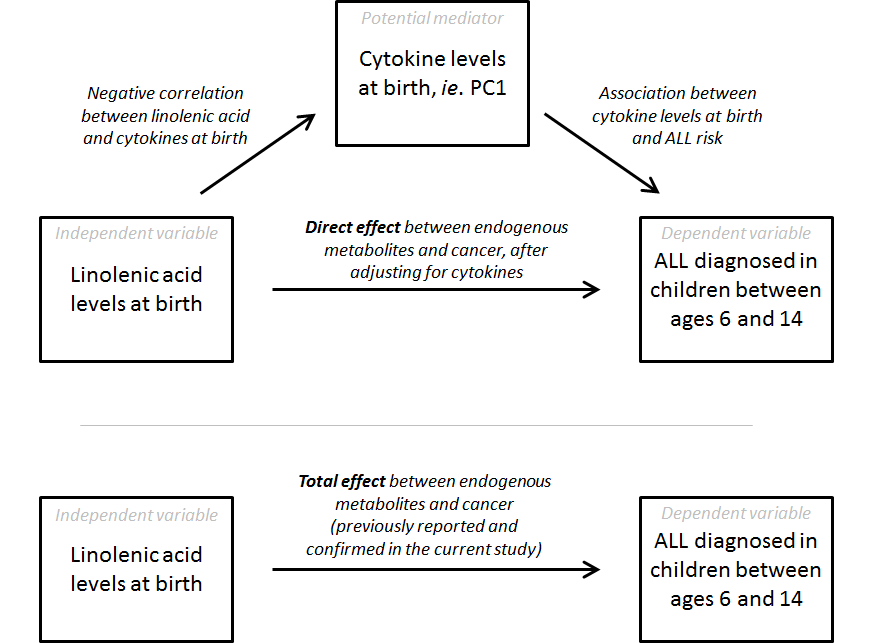 Potential mediator
Cytokine levels
at birth, ie. PC1
Negative correlation
between linolenic acid
and cytokines at birth
Association between
cytokine levels at birth
and ALL risk
Independent variable
Linolenic acid
levels at birth
Direct effect between endogenous
metabolites and cancer, after
adjusting for cytokines
Dependent variable
ALL diagnosed in
children between
ages 6 and 14
Independent variable
Linolenic acid
levels at birth
Total effect between endogenous
metabolites and cancer
(previously reported and
confirmed in the current study)
Dependent variable
ALL diagnosed in
children between
ages 6 and 14